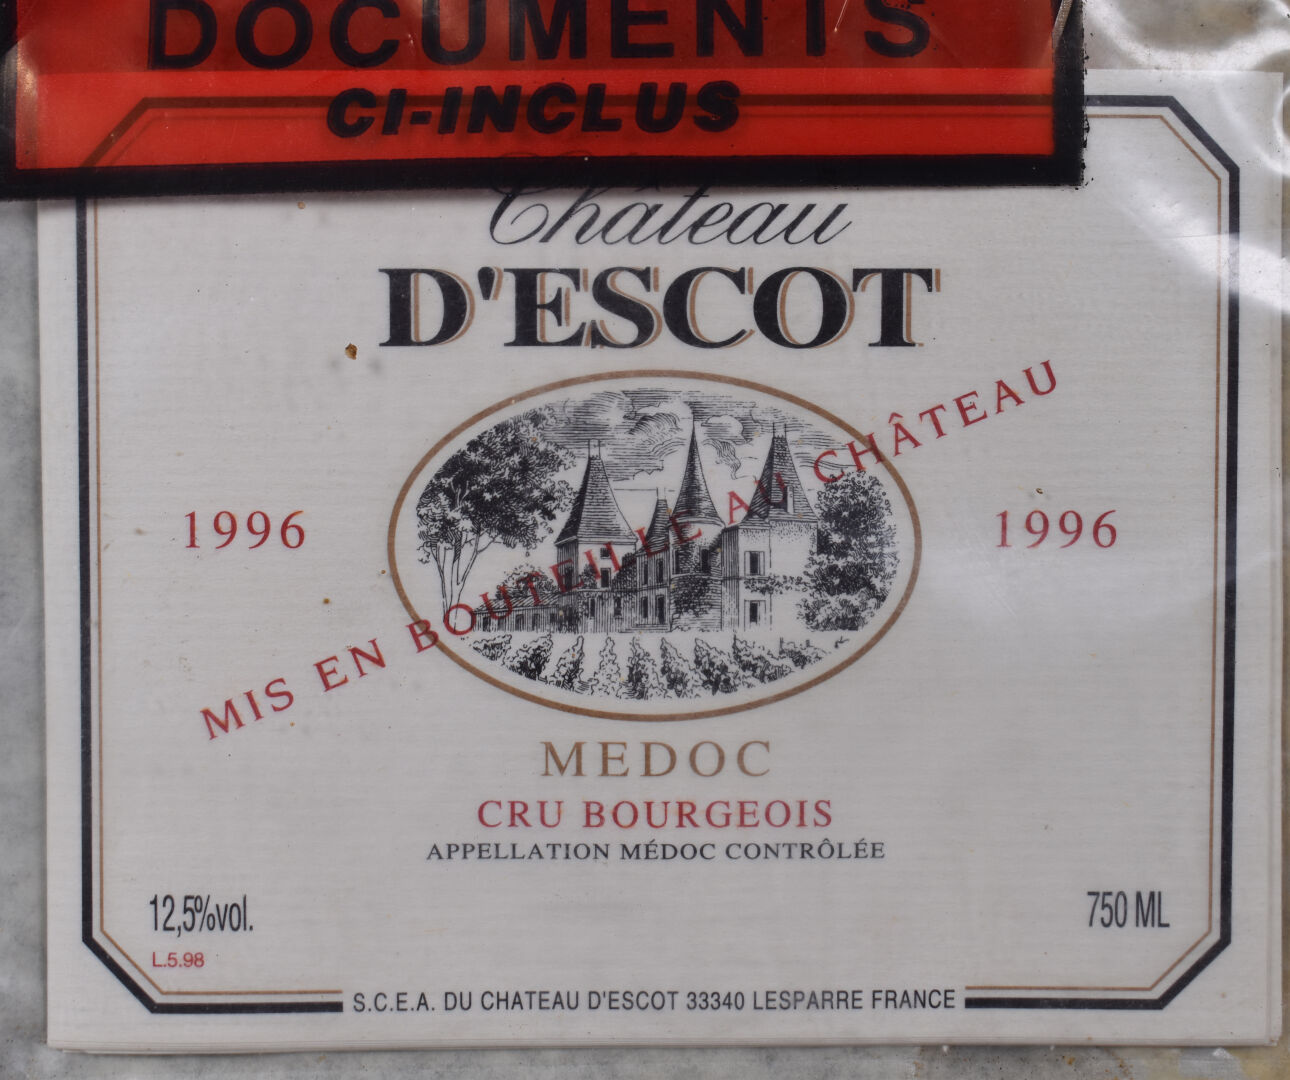 DOCUMENTS
CI-INCLUS
Château
D'ESCOT
1996
1996
MIS EN BOUTEILLE AU CHÂTEAU
MEDOC
CRU BOURGEOIS
APPELLATION MÉDOC CONTRÔLÉE
12,5%vol.
750 ML
L.5.98
S.C.E.A. DU CHATEAU D'ESCOT 33340 LESPARRE FRANCE